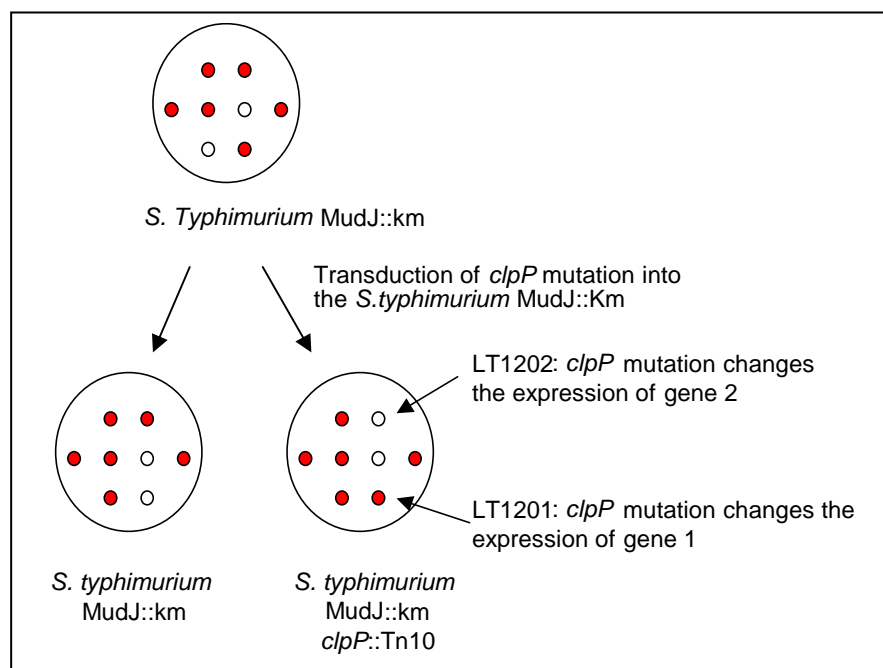 S. Typhimurium MudJ::km
Transduction of clpP mutation into
the S.typhimurium MudJ::Km
LT1202: clpP mutation changes
the expression of gene 2
LT1201: clpP mutation changes the
expression of gene 1
S. typhimurium
MudJ::km
S. typhimurium
MudJ::km
clpP::Tn10